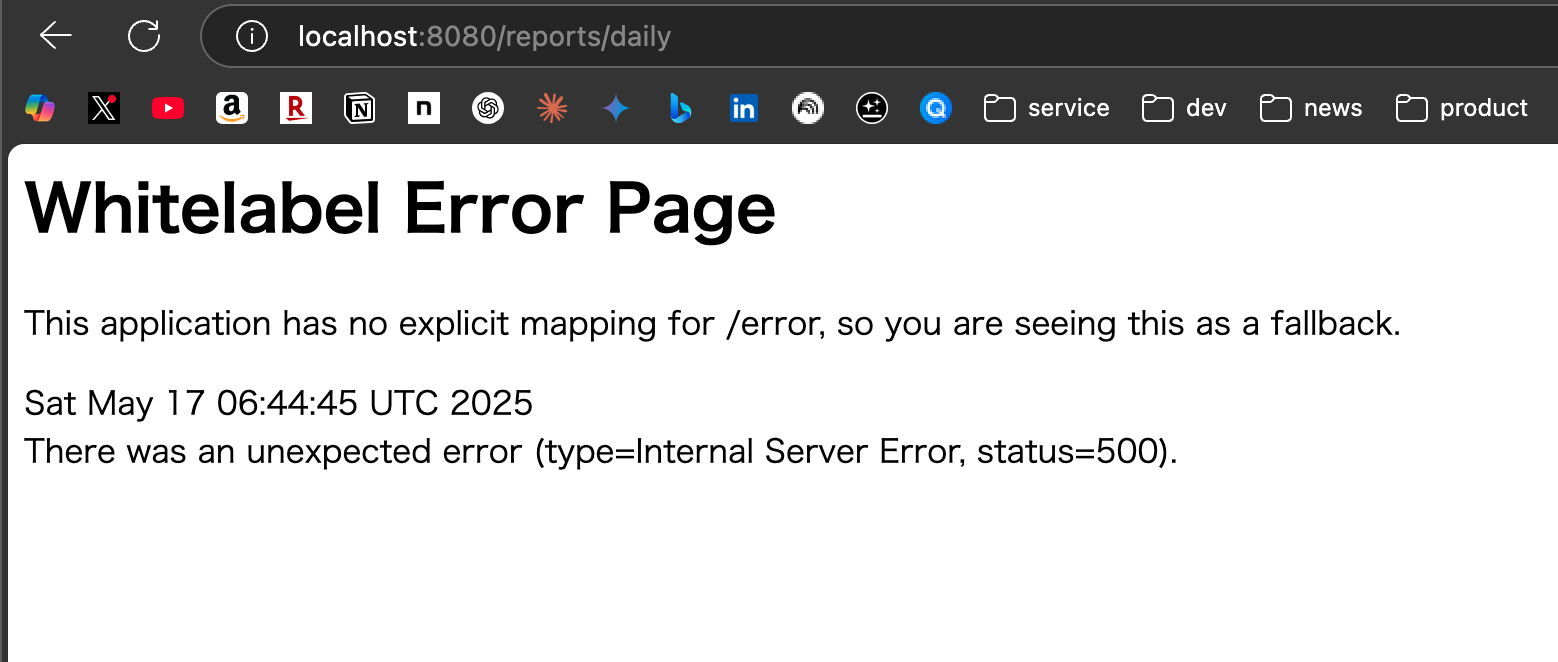 localhost:8080/reports/daily
service dev news product
Whitelabel Error Page
This application has no explicit mapping for /error, so you are seeing this as a fallback.
Sat May 17 06:44:45 UTC 2025
There was an unexpected error (type=Internal Server Error, status=500).